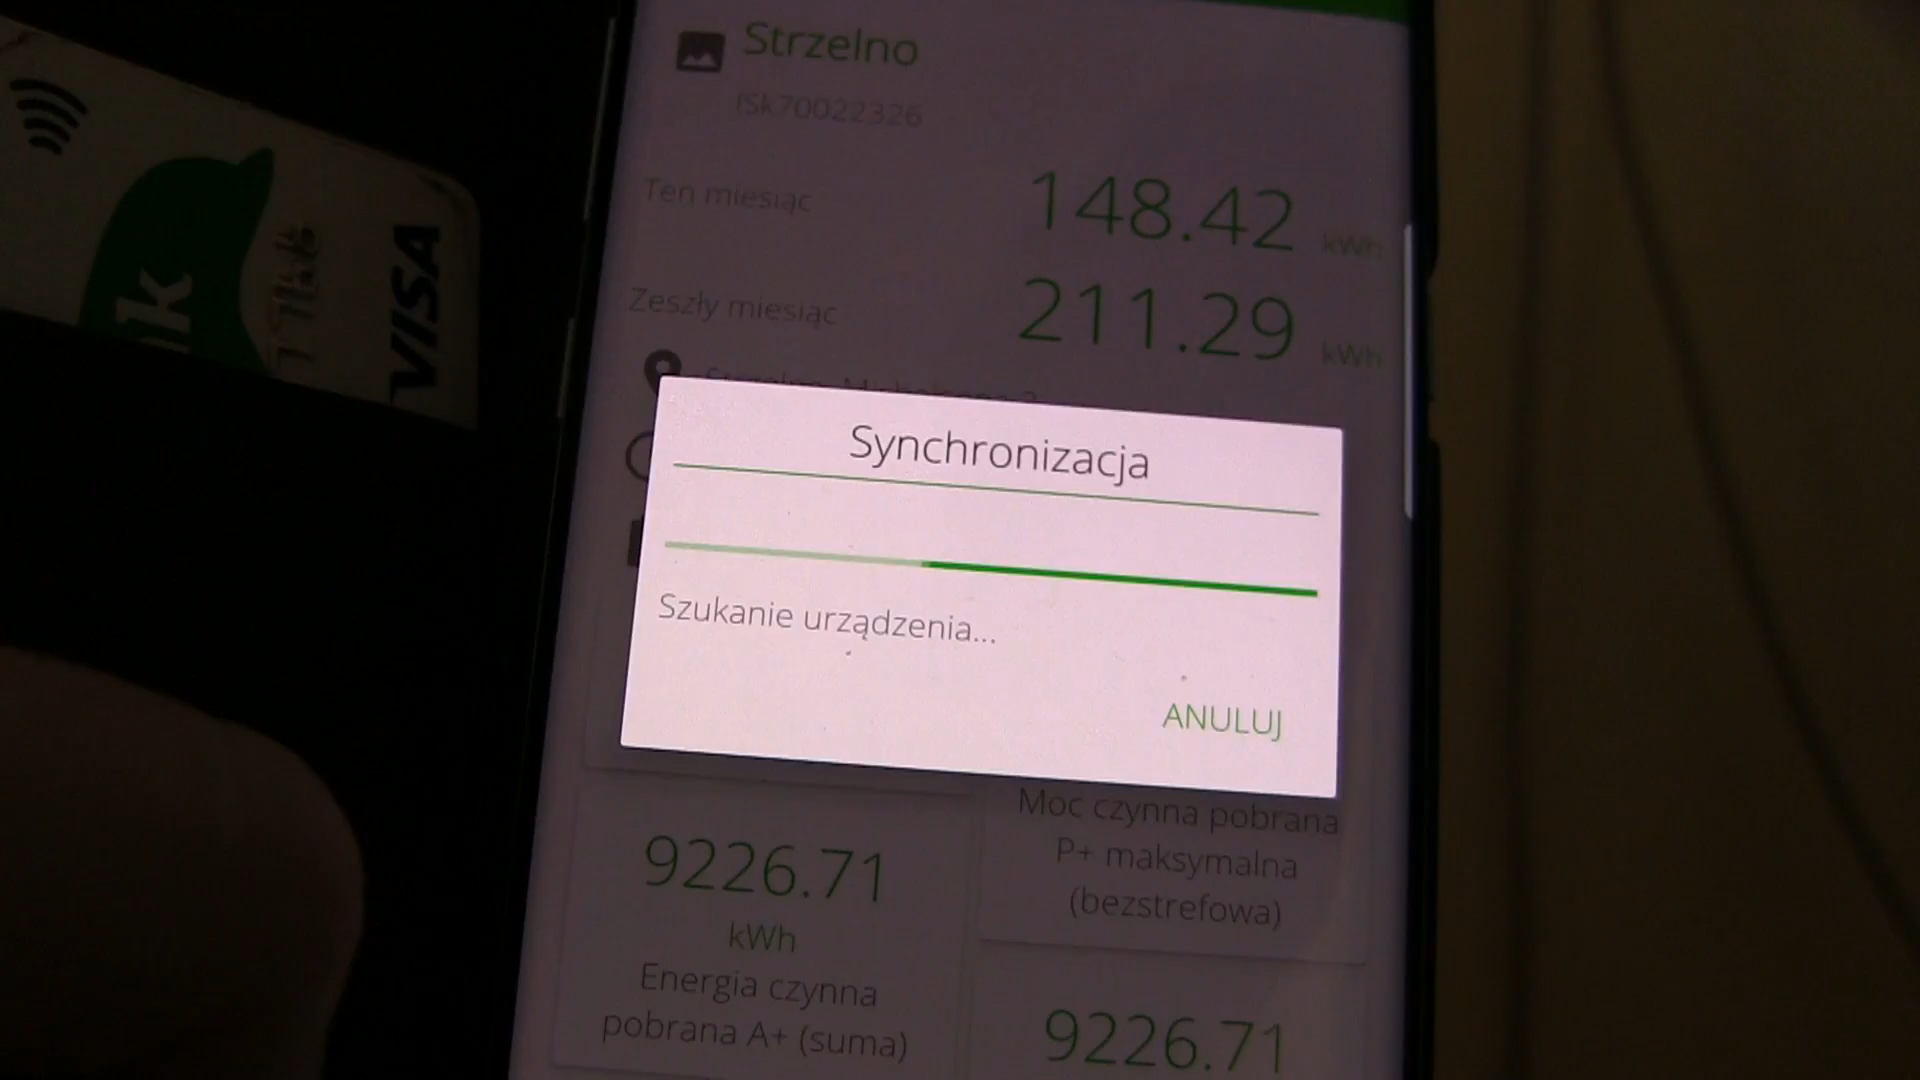 Strzelno
ISk70022326
Ten miesiąc
148.42 kWh
Zeszły miesiąc
211.29 kWh
Synchronizacja
Szukanie urządzenia...
ANULUJ
9226.71
kWh
Energia czynna
pobrana A+ (suma)
Moc czynna pobrana
P+ maksymalna
(bezstrefowa)
9226.71
VISA